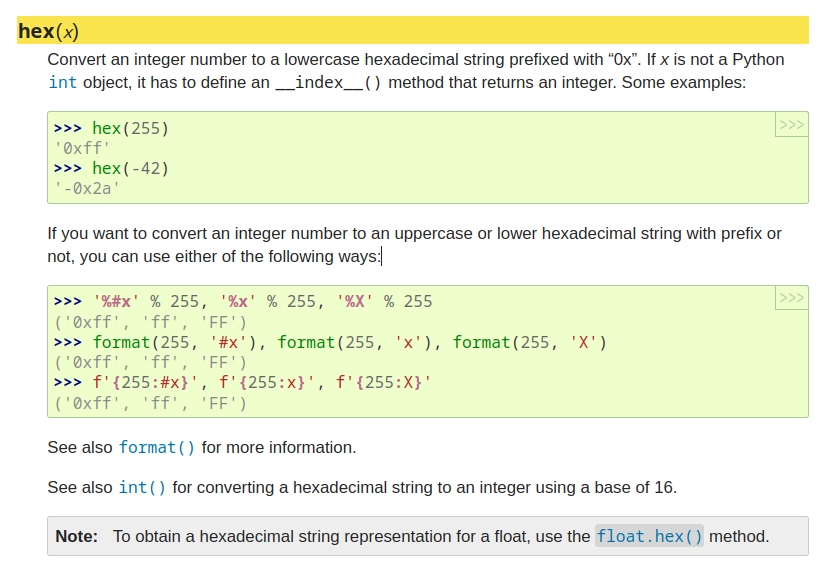 hex(x)
Convert an integer number to a lowercase hexadecimal string prefixed with “0x”. If x is not a Python
int object, it has to define an __index__() method that returns an integer. Some examples:
>>> hex(255)
>>>
'0xff'
>>> hex(-42)
'-0x2a'
If you want to convert an integer number to an uppercase or lower hexadecimal string with prefix or
not, you can use either of the following ways:
>>> '%#x' % 255, '%x' % 255, '%X' % 255
>>>
('0xff', 'ff', 'FF')
>>> format(255, '#x'), format(255, 'x'), format(255, 'X')
('0xff', 'ff', 'FF')
>>> f'{255:#x}', f'{255:x}', f'{255:X}'
('0xff', 'ff', 'FF')
See also format() for more information.
See also int() for converting a hexadecimal string to an integer using a base of 16.
Note: To obtain a hexadecimal string representation for a float, use the float.hex() method.